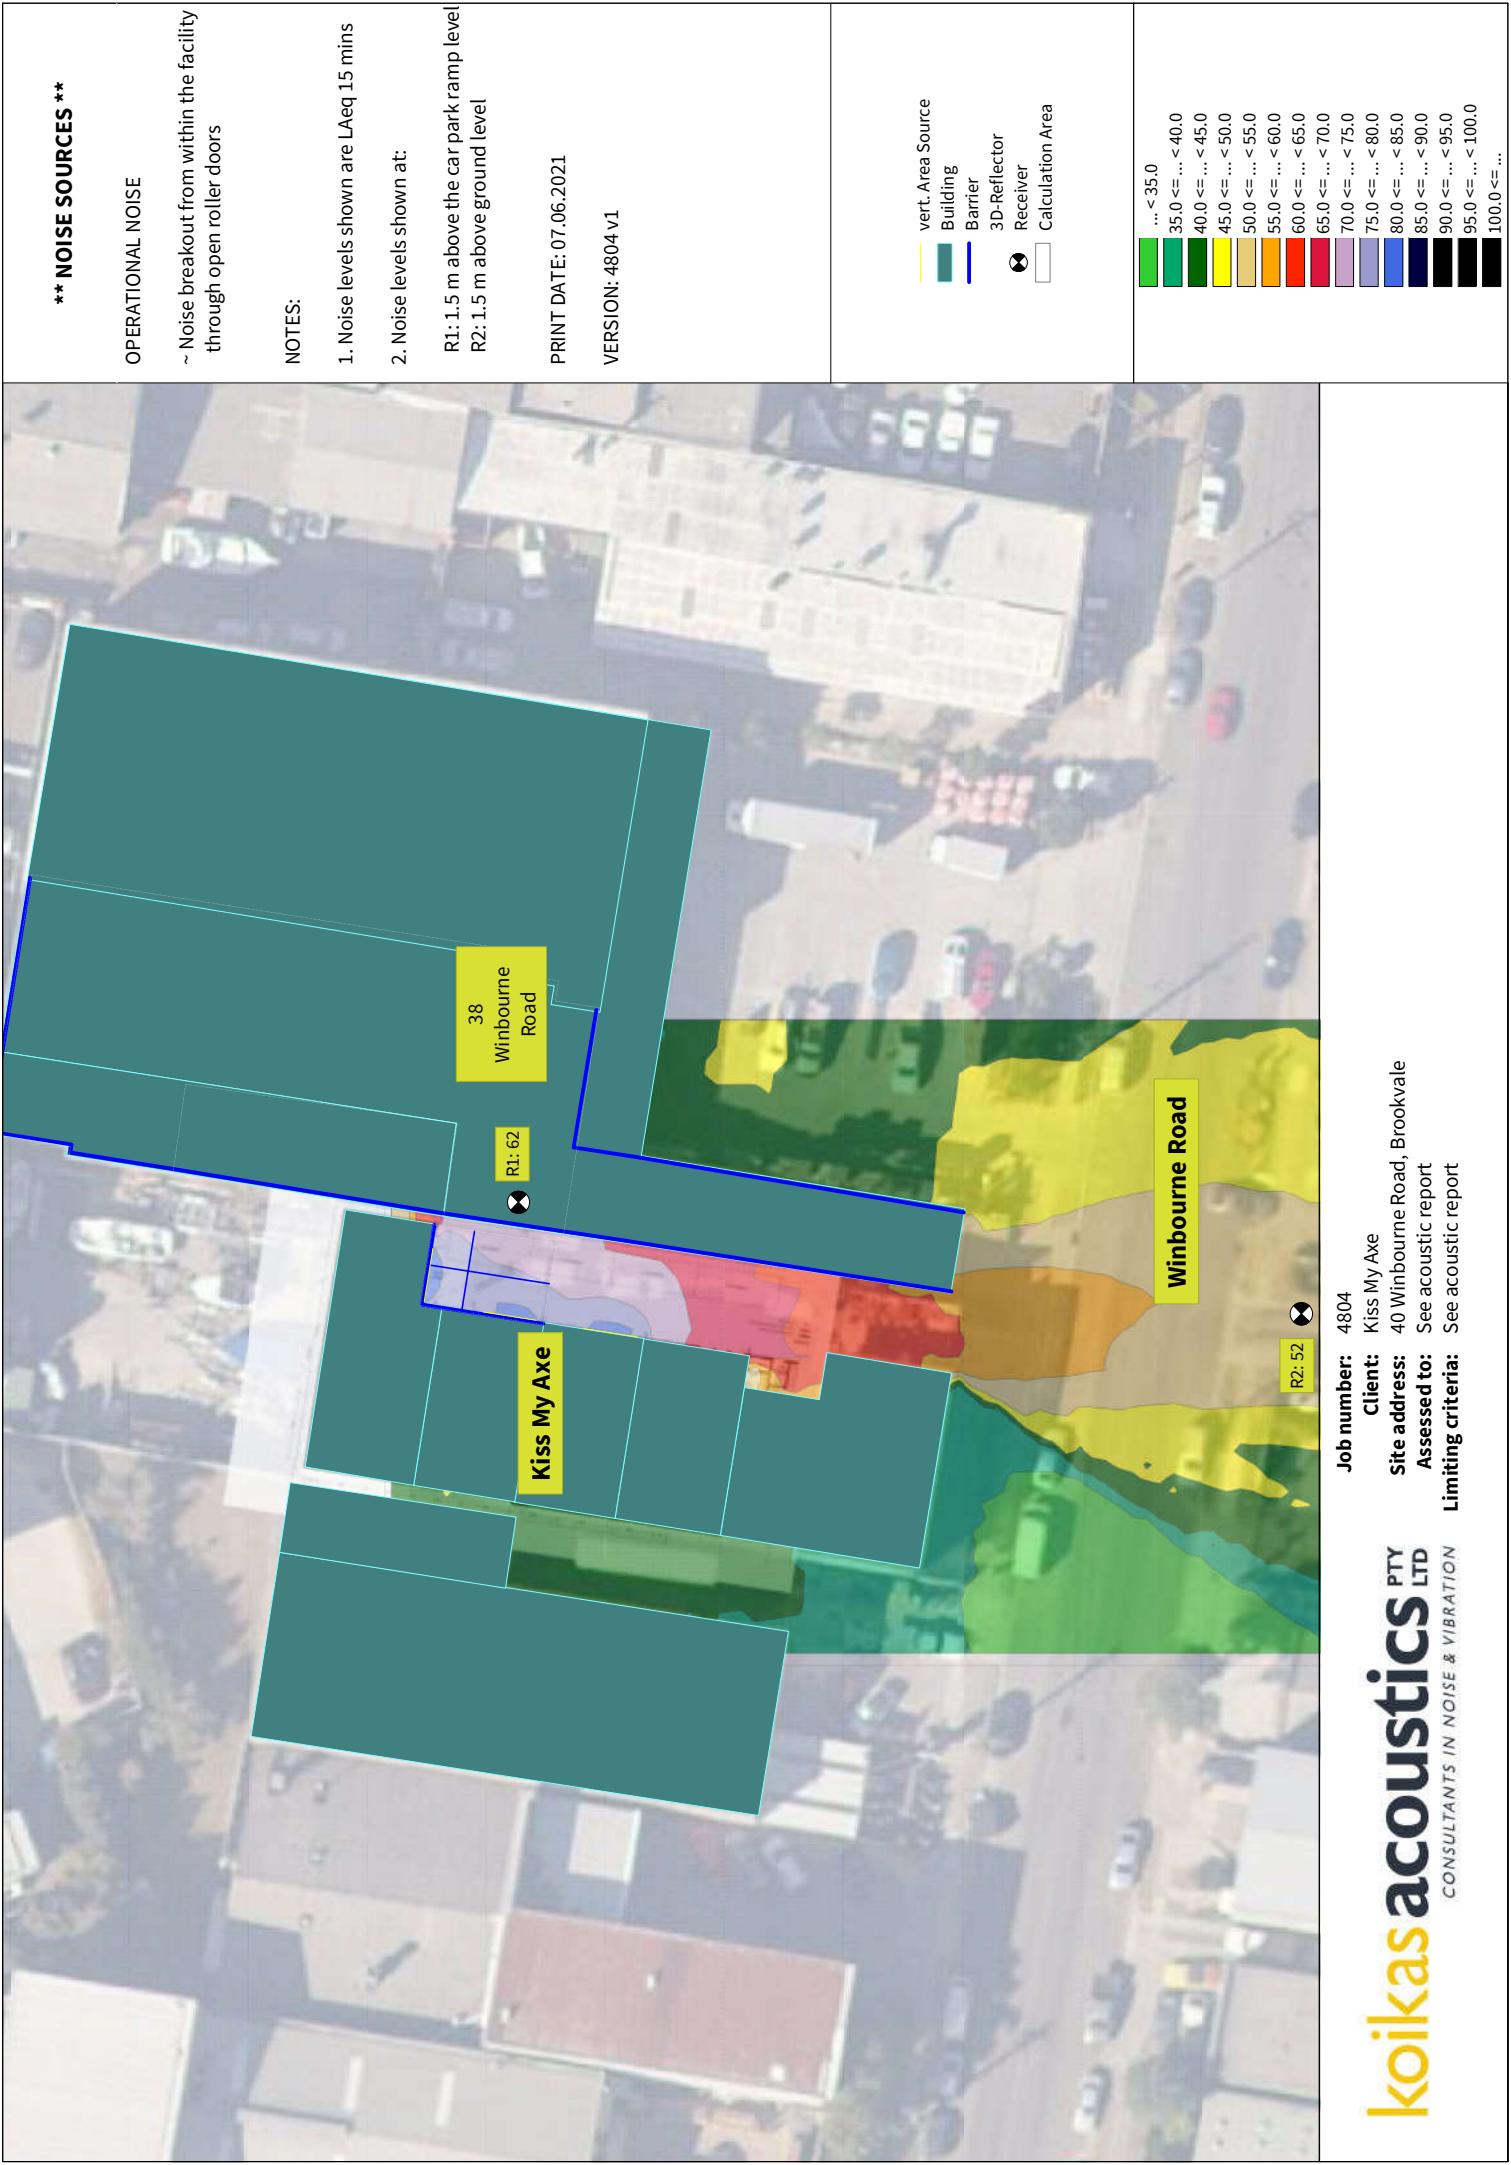 ** NOISE SOURCES **
OPERATIONAL NOISE
~ Noise breakout from within the facility
through open roller doors
NOTES:
1. Noise levels shown are LAeq 15 mins
2. Noise levels shown at:
R1: 1.5 m above the car park ramp level
R2: 1.5 m above ground level
PRINT DATE: 07.06.2021
VERSION: 4804 v1
vert. Area Source
Building
Barrier
3D-Reflector
Receiver
Calculation Area
... < 35.0
35.0 <= ... < 40.0
40.0 <= ... < 45.0
45.0 <= ... < 50.0
50.0 <= ... < 55.0
55.0 <= ... < 60.0
60.0 <= ... < 65.0
65.0 <= ... < 70.0
70.0 <= ... < 75.0
75.0 <= ... < 80.0
80.0 <= ... < 85.0
85.0 <= ... < 90.0
90.0 <= ... < 95.0
95.0 <= ... < 100.0
100.0 <= ...
38
Winbourne
Road
R1: 62
Kiss My Axe
Winbourne Road
R2: 52
Job number: 4804
Client: Kiss My Axe
Site address: 40 Winbourne Road, Brookvale
Assessed to: See acoustic report
Limiting criteria: See acoustic report
koikas acoustics PTY LTD
CONSULTANTS IN NOISE & VIBRATION